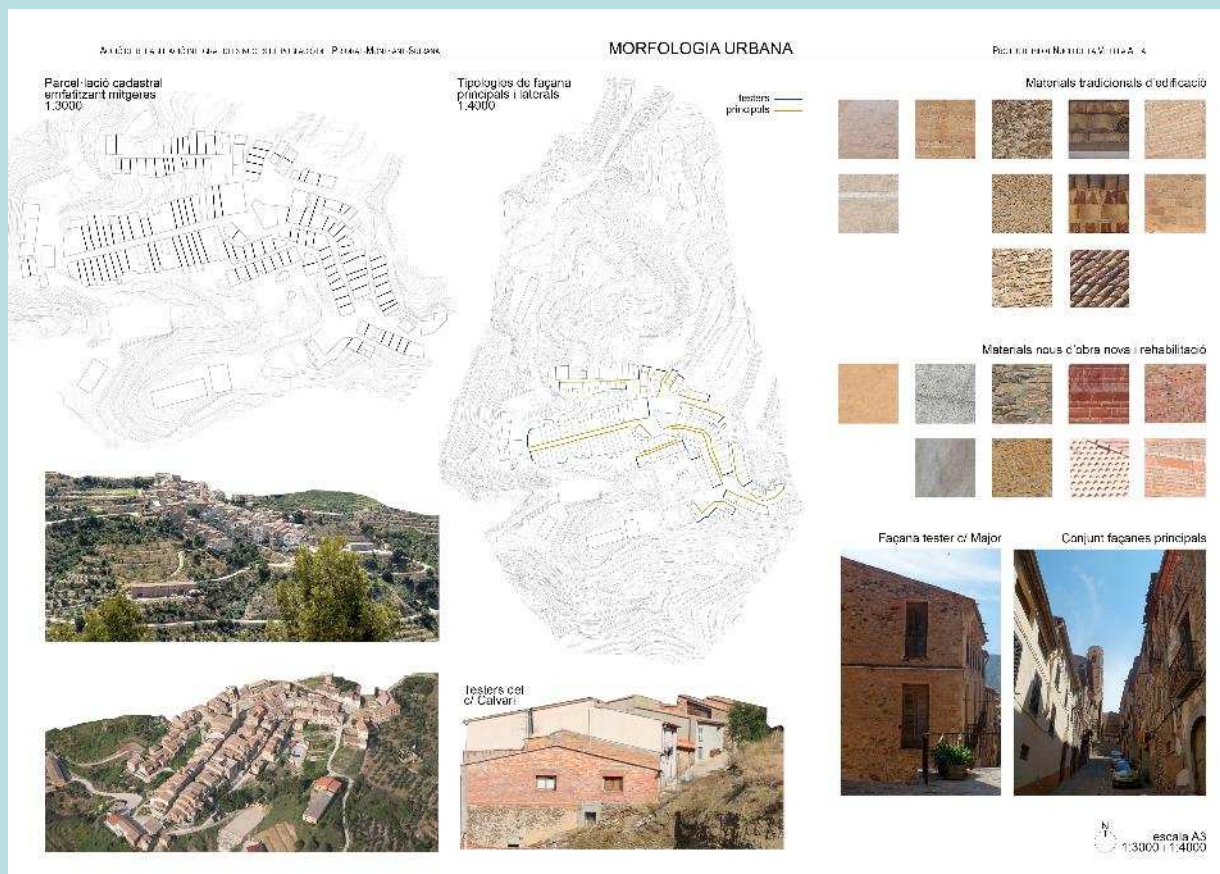 MORFOLOGIA URBANA
Parcel·lació cadastral
emfatitzant mitgeres
1:3000
Tipologies de façana
principals i laterals
1:4000
testers
principals
Materials tradicionals d'edificació
Materials nous d'obra nova i rehabilitació
Façana tester c/ Major
Conjunt façanes principals
Testers del
c/ Calvari
N
escala A3
1:3000 i 1:4000